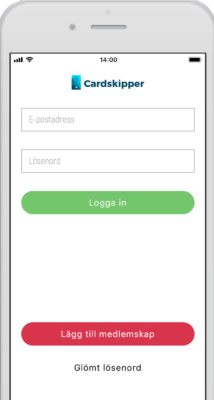 14:00
Cardskipper
E-postadress
Lösenord
Logga in
Lägg till medlemskap
Glömt lösenord